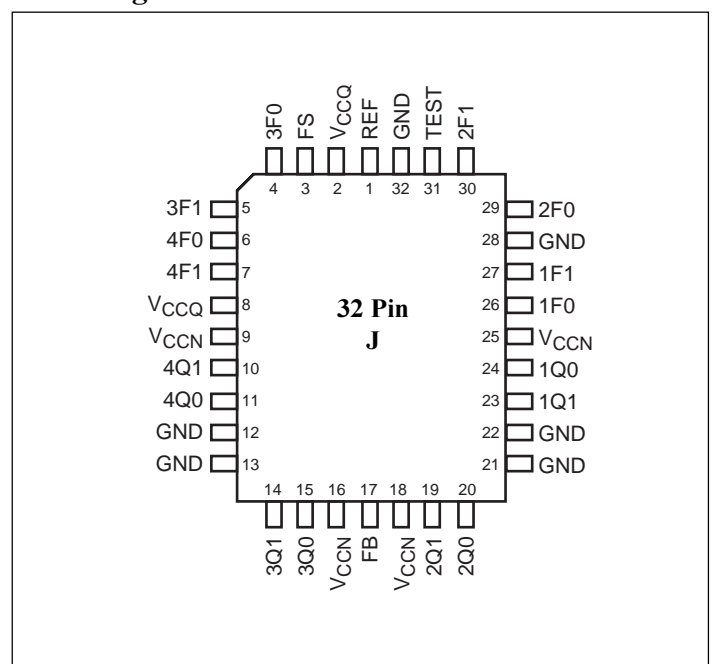 3F0 FS VCCQ REF GND TEST 2F1
4 3 2 1 32 31 30
3F1 5 29 2F0
4F0 6 28 GND
4F1 7 27 1F1
VCCQ 8 26 1F0
32 Pin
J
VCCN 9 25 VCCN
4Q1 10 24 1Q0
4Q0 11 23 1Q1
GND 12 22 GND
GND 13 21 GND
14 15 16 17 18 19 20
3Q1 3Q0 VCCN FB VCCN 2Q1 2Q0